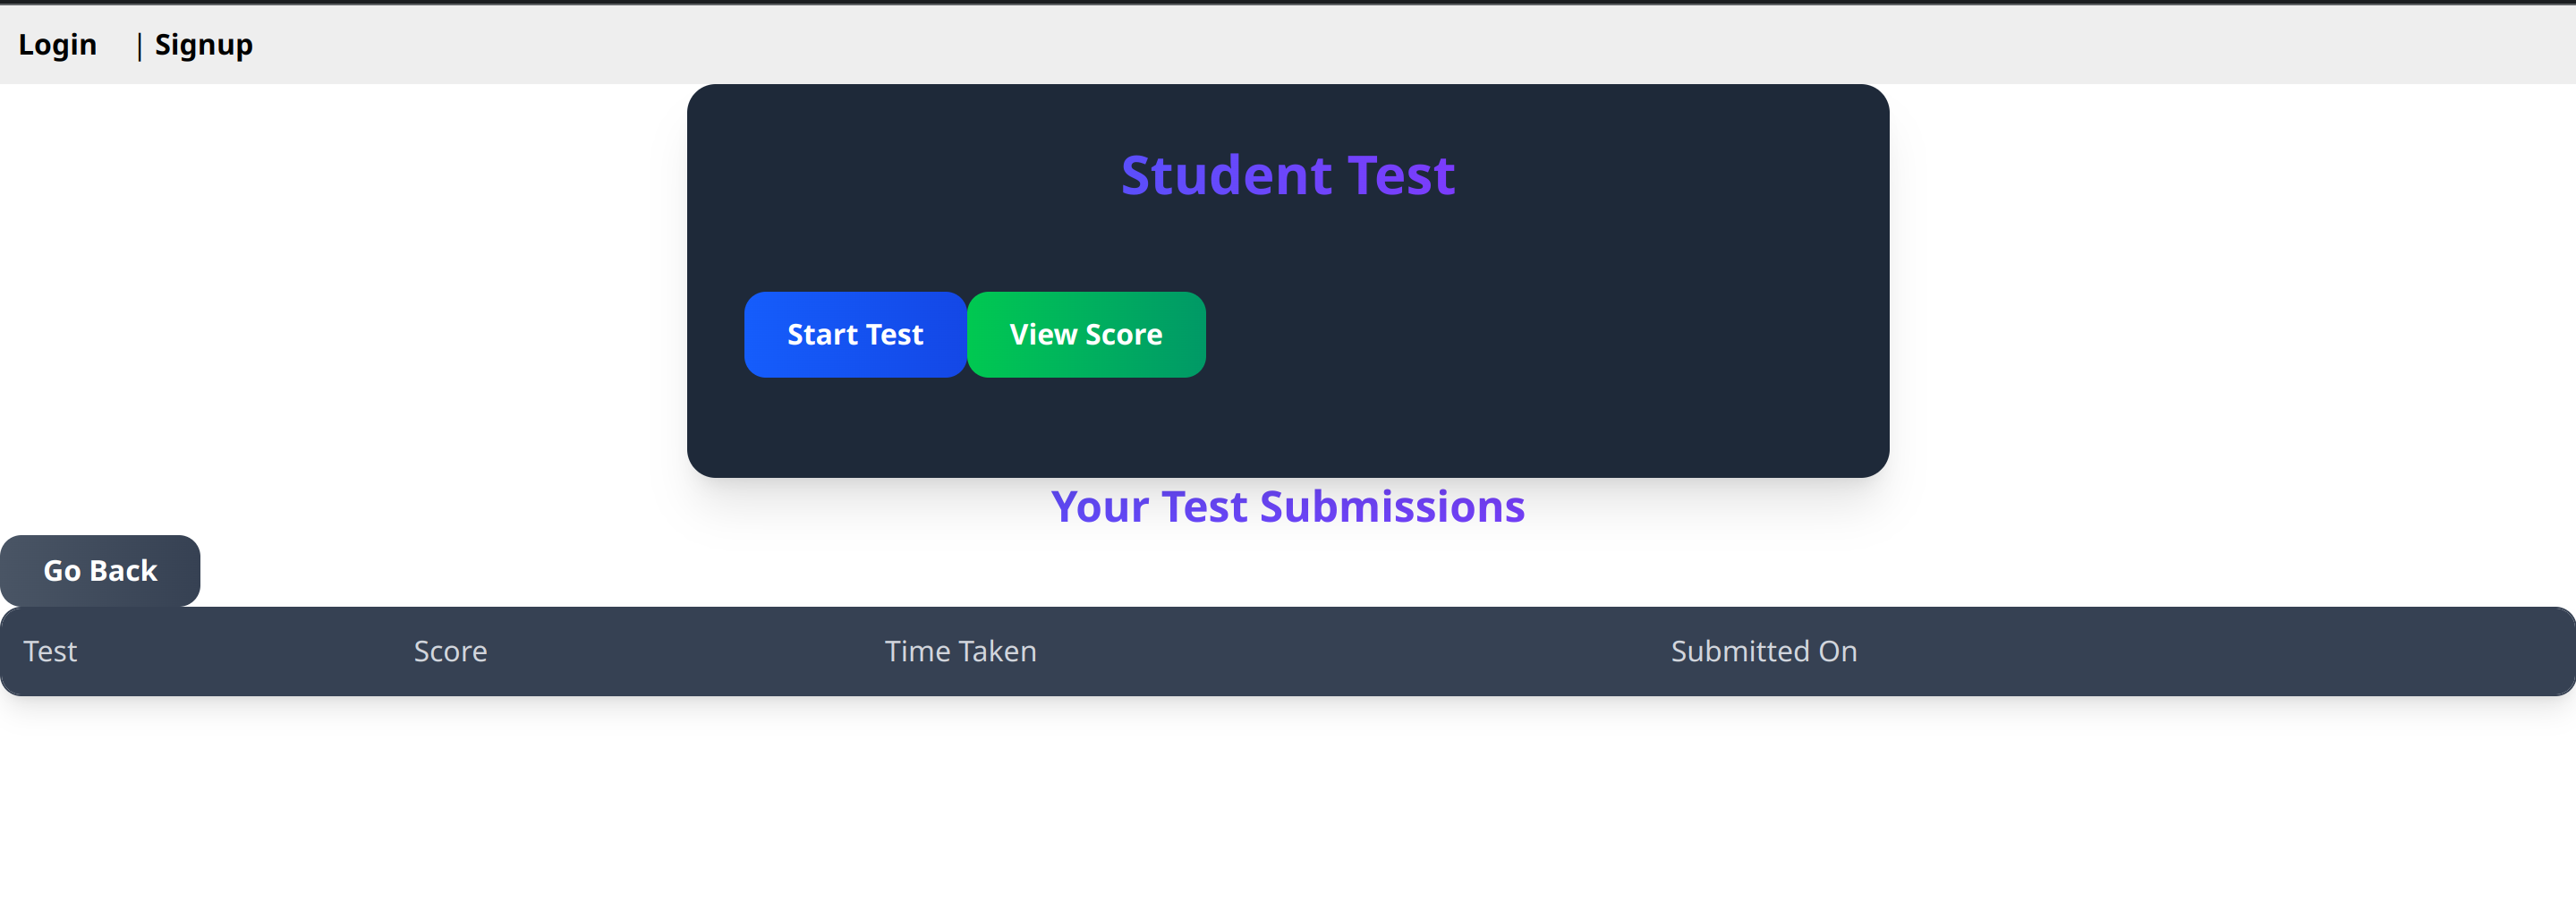 Login | Signup
Student Test
Start Test View Score
Your Test Submissions
Go Back
Test Score Time Taken Submitted On